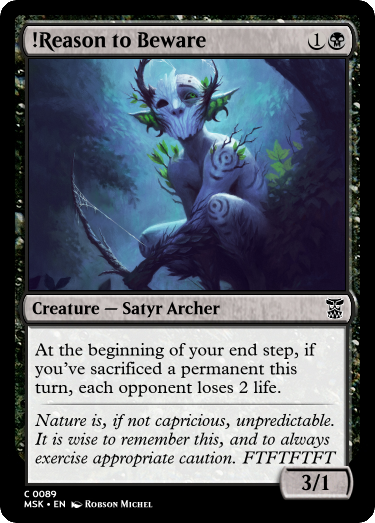 !Reason to Beware
1
Creature — Satyr Archer
At the beginning of your end step, if
you've sacrificed a permanent this
turn, each opponent loses 2 life.
Nature is, if not capricious, unpredictable.
It is wise to remember this, and to always
exercise appropriate caution. FTFTFTFT
3/1
C 0089
MSK • EN Robson Michel